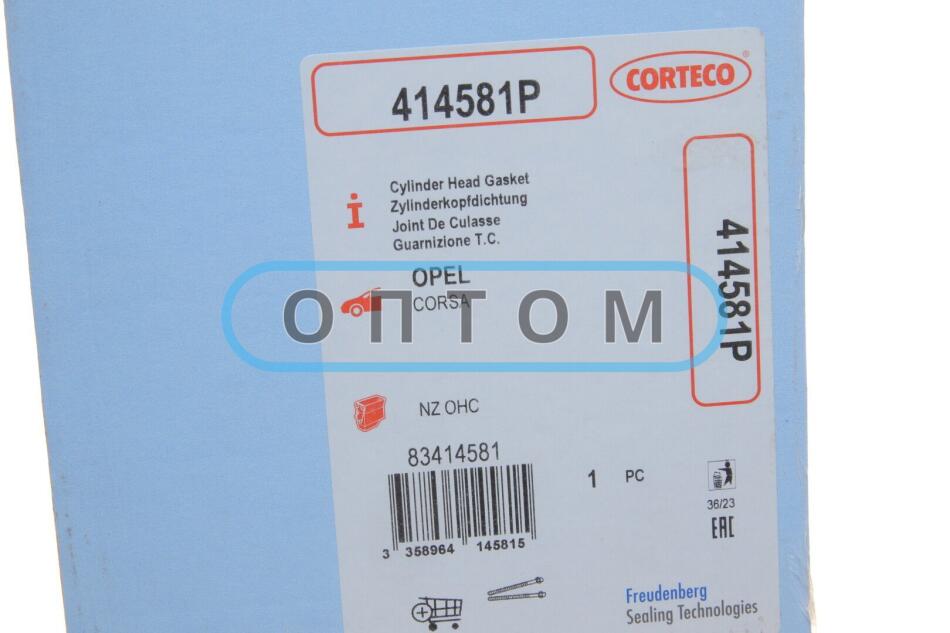 414581P
CORTECO®
Cylinder Head Gasket
Zylinderkopfdichtung
Joint De Culasse
Guarnizione T.C.
414581P
OPEL
CORSA
ОПТОМ
NZ OHC
83414581
1 PC
36/23
EAC
3 358964 145815
Freudenberg
Sealing Technologies